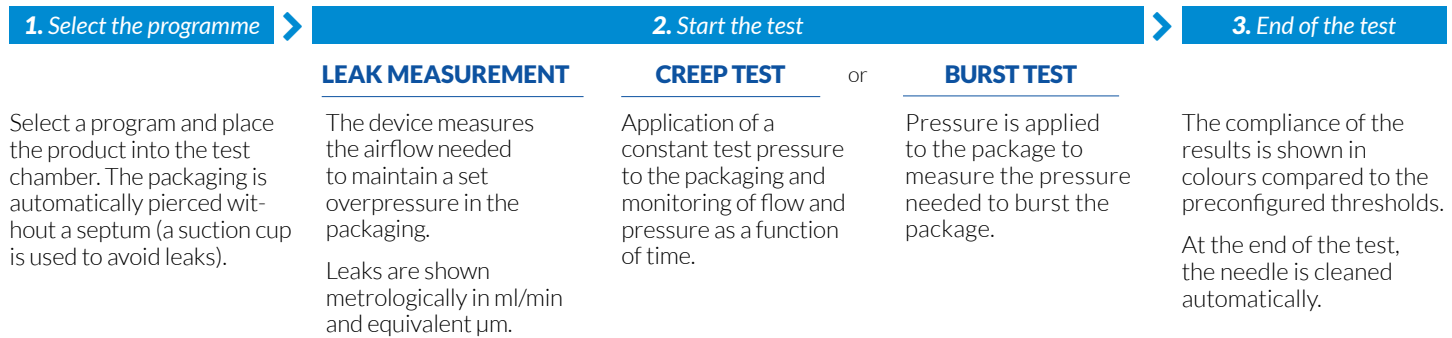 1. Select the programme
2. Start the test
3. End of the test
LEAK MEASUREMENT
CREEP TEST
or
BURST TEST
Select a program and place
the product into the test
chamber. The packaging is
automatically pierced wit-
hout a septum (a suction cup
is used to avoid leaks).
The device measures
the airflow needed
to maintain a set
overpressure in the
packaging.
Leaks are shown
metrologically in ml/min
and equivalent µm.
Application of a
constant test pressure
to the packaging and
monitoring of flow and
pressure as a function
of time.
Pressure is applied
to the package to
measure the pressure
needed to burst the
package.
The compliance of the
results is shown in
colours compared to the
preconfigured thresholds.
At the end of the test,
the needle is cleaned
automatically.